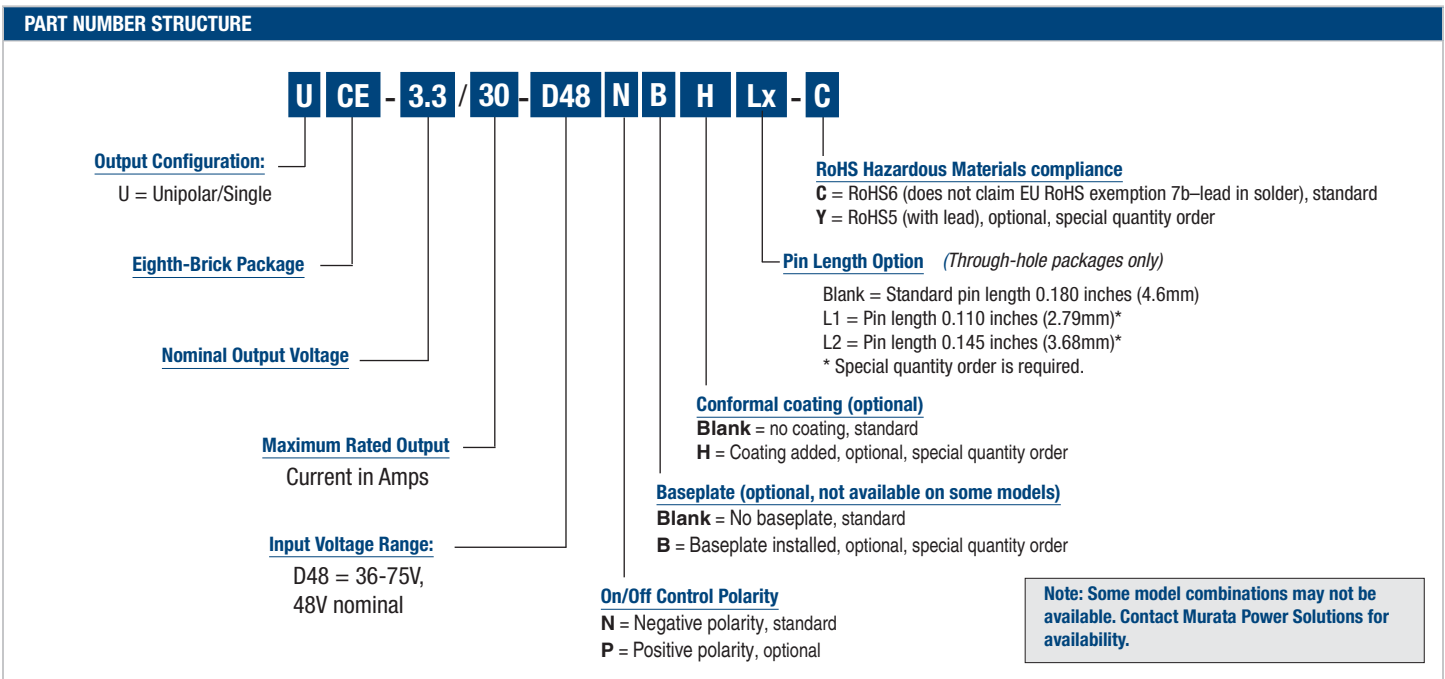 PART NUMBER STRUCTURE
U CE - 3.3 / 30 - D48 N B H Lx - C
Output Configuration:
U = Unipolar/Single
Eighth-Brick Package
Nominal Output Voltage
Maximum Rated Output
Current in Amps
Input Voltage Range:
D48 = 36-75V,
48V nominal
RoHS Hazardous Materials compliance
C = RoHS6 (does not claim EU RoHS exemption 7b–lead in solder), standard
Y = RoHS5 (with lead), optional, special quantity order
Pin Length Option (Through-hole packages only)
Blank = Standard pin length 0.180 inches (4.6mm)
L1 = Pin length 0.110 inches (2.79mm)*
L2 = Pin length 0.145 inches (3.68mm)*
* Special quantity order is required.
Conformal coating (optional)
Blank = no coating, standard
H = Coating added, optional, special quantity order
Baseplate (optional, not available on some models)
Blank = No baseplate, standard
B = Baseplate installed, optional, special quantity order
On/Off Control Polarity
N = Negative polarity, standard
P = Positive polarity, optional
Note: Some model combinations may not be
available. Contact Murata Power Solutions for
availability.